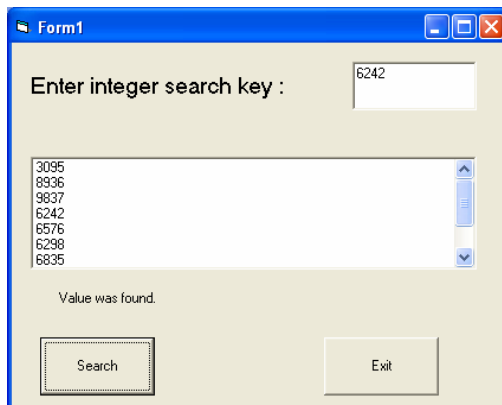 Form1
Enter integer search key :
6242
3095
8936
9837
6242
6576
6298
6835
Value was found.
Search
Exit